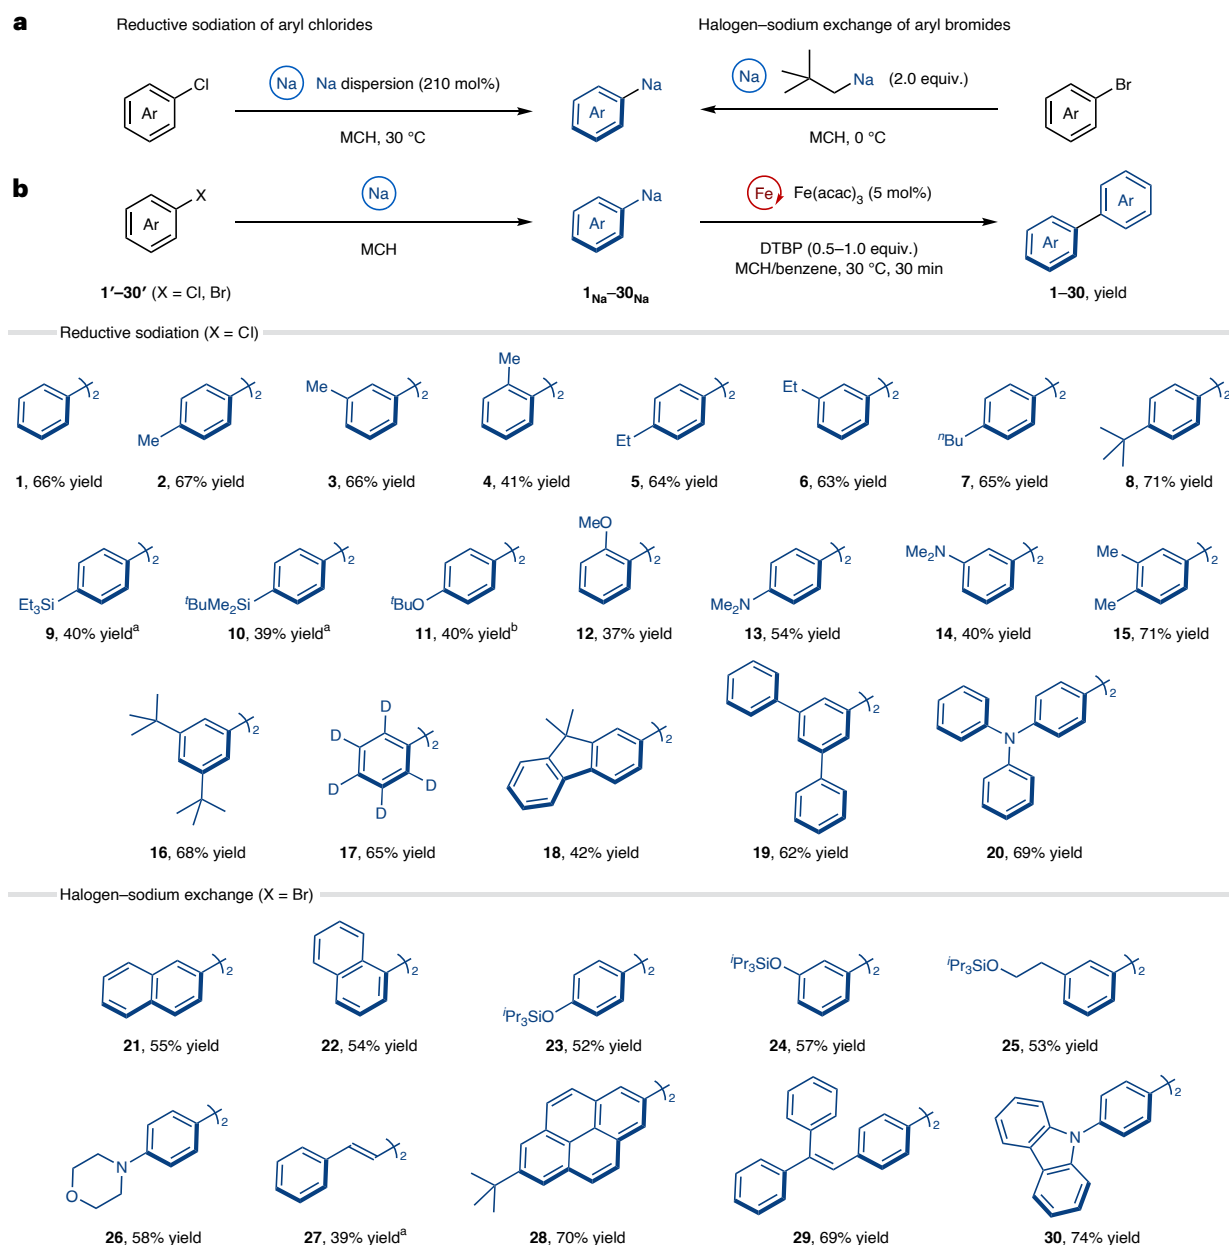 a
Reductive sodiation of aryl chlorides
Halogen–sodium exchange of aryl bromides
Cl
Ar
Na Na dispersion (210 mol%)
MCH, 30 °C
Na
Ar
Na Na (2.0 equiv.)
MCH, 0 °C
Br
Ar
b
X
Ar
Na
MCH
Na
Ar
Fe Fe(acac)3 (5 mol%)
DTBP (0.5–1.0 equiv.)
MCH/benzene, 30 °C, 30 min
Ar
Ar
1′–30′ (X = Cl, Br)
1Na–30Na
1–30, yield
Reductive sodiation (X = Cl)
2
Me 2
Me 2
Me 2
Et 2
Et 2
nBu 2
2
1, 66% yield
2, 67% yield
3, 66% yield
4, 41% yield
5, 64% yield
6, 63% yield
7, 65% yield
8, 71% yield
Et3Si 2
tBuMe2Si 2
tBuO 2
MeO 2
Me2N 2
Me2N 2
Me Me 2
9, 40% yielda
10, 39% yielda
11, 40% yieldb
12, 37% yield
13, 54% yield
14, 40% yield
15, 71% yield
2
D D D D D 2
2
2
N 2
16, 68% yield
17, 65% yield
18, 42% yield
19, 62% yield
20, 69% yield
Halogen–sodium exchange (X = Br)
2
2
iPr3SiO 2
iPr3SiO 2
iPr3SiO 2
21, 55% yield
22, 54% yield
23, 52% yield
24, 57% yield
25, 53% yield
O N 2
2
2
2
N 2
26, 58% yield
27, 39% yielda
28, 70% yield
29, 69% yield
30, 74% yield